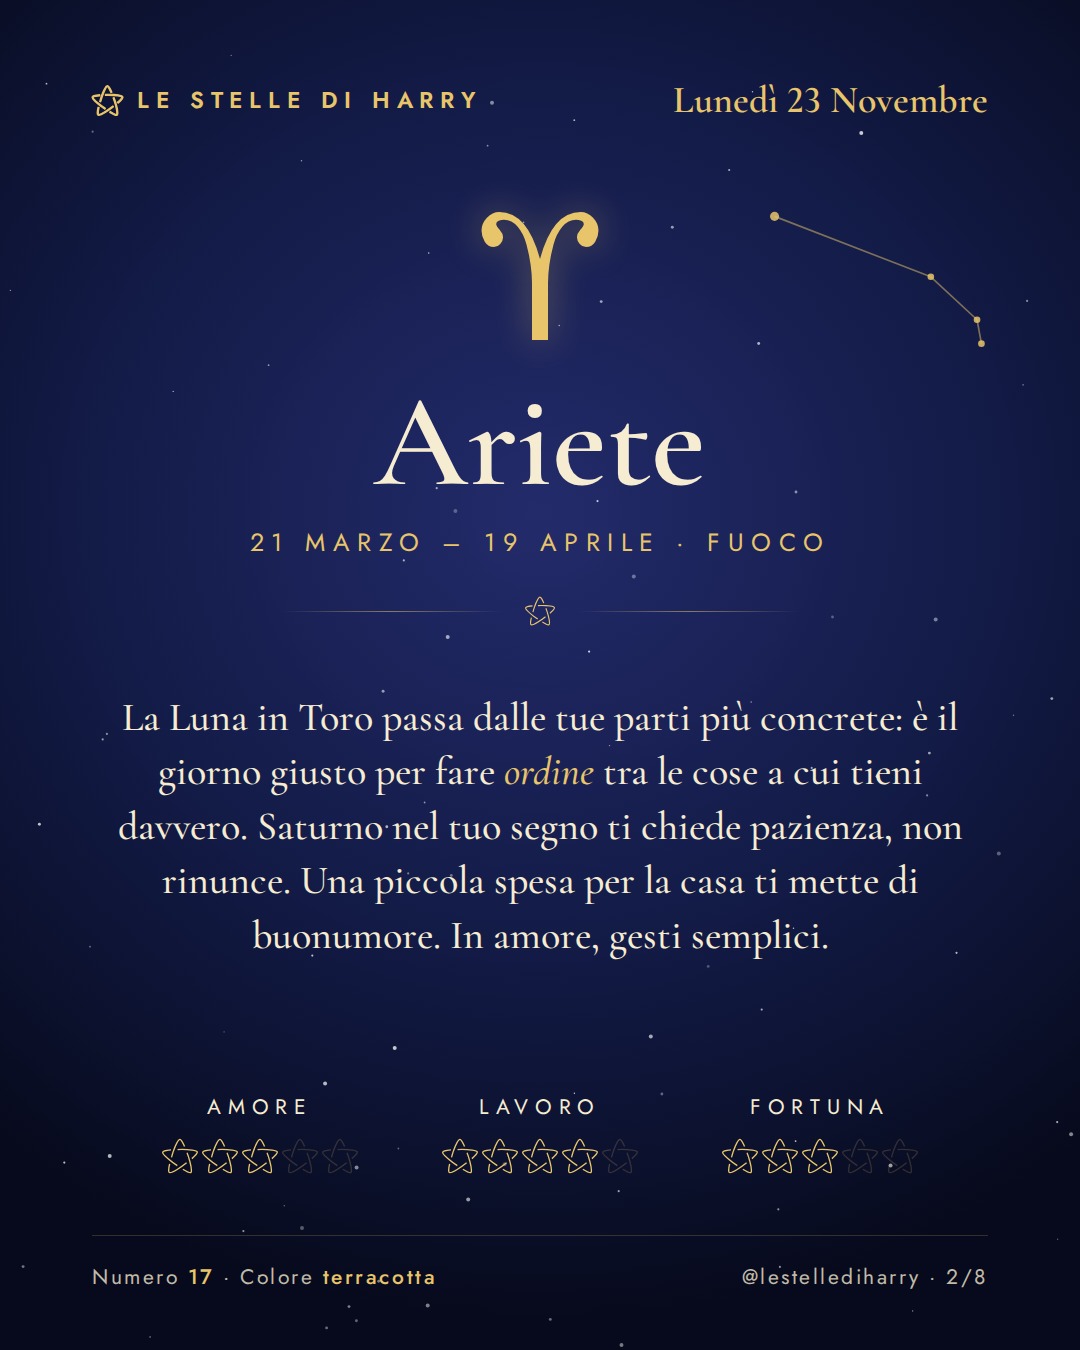 LE STELLE DI HARRY
Lunedì 23 Novembre
Ariete
21 MARZO – 19 APRILE · FUOCO
La Luna in Toro passa dalle tue parti più concrete: è il
giorno giusto per fare ordine tra le cose a cui tieni
davvero. Saturno nel tuo segno ti chiede pazienza, non
rinunce. Una piccola spesa per la casa ti mette di
buonumore. In amore, gesti semplici.
AMORE
LAVORO
FORTUNA
Numero 17 · Colore terracotta
@lestellediharry · 2/8